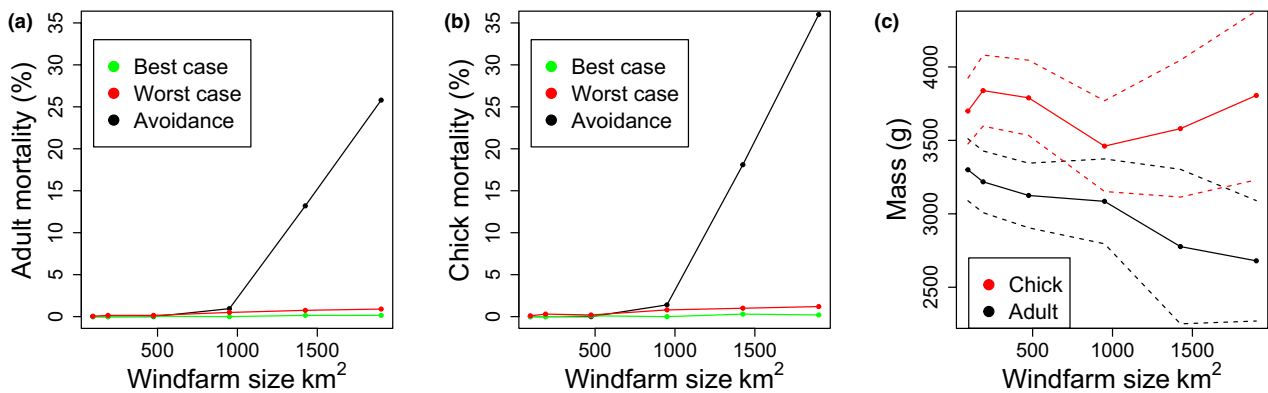 (a)
Adult mortality (%)
35
30
25
20
15
10
5
0
Best case
Worst case
Avoidance
500 1000 1500
Windfarm size km²
(b)
Chick mortality (%)
35
30
25
20
15
10
5
0
Best case
Worst case
Avoidance
500 1000 1500
Windfarm size km²
(c)
Mass (g)
4000
3500
3000
2500
Chick
Adult
500 1000 1500
Windfarm size km²